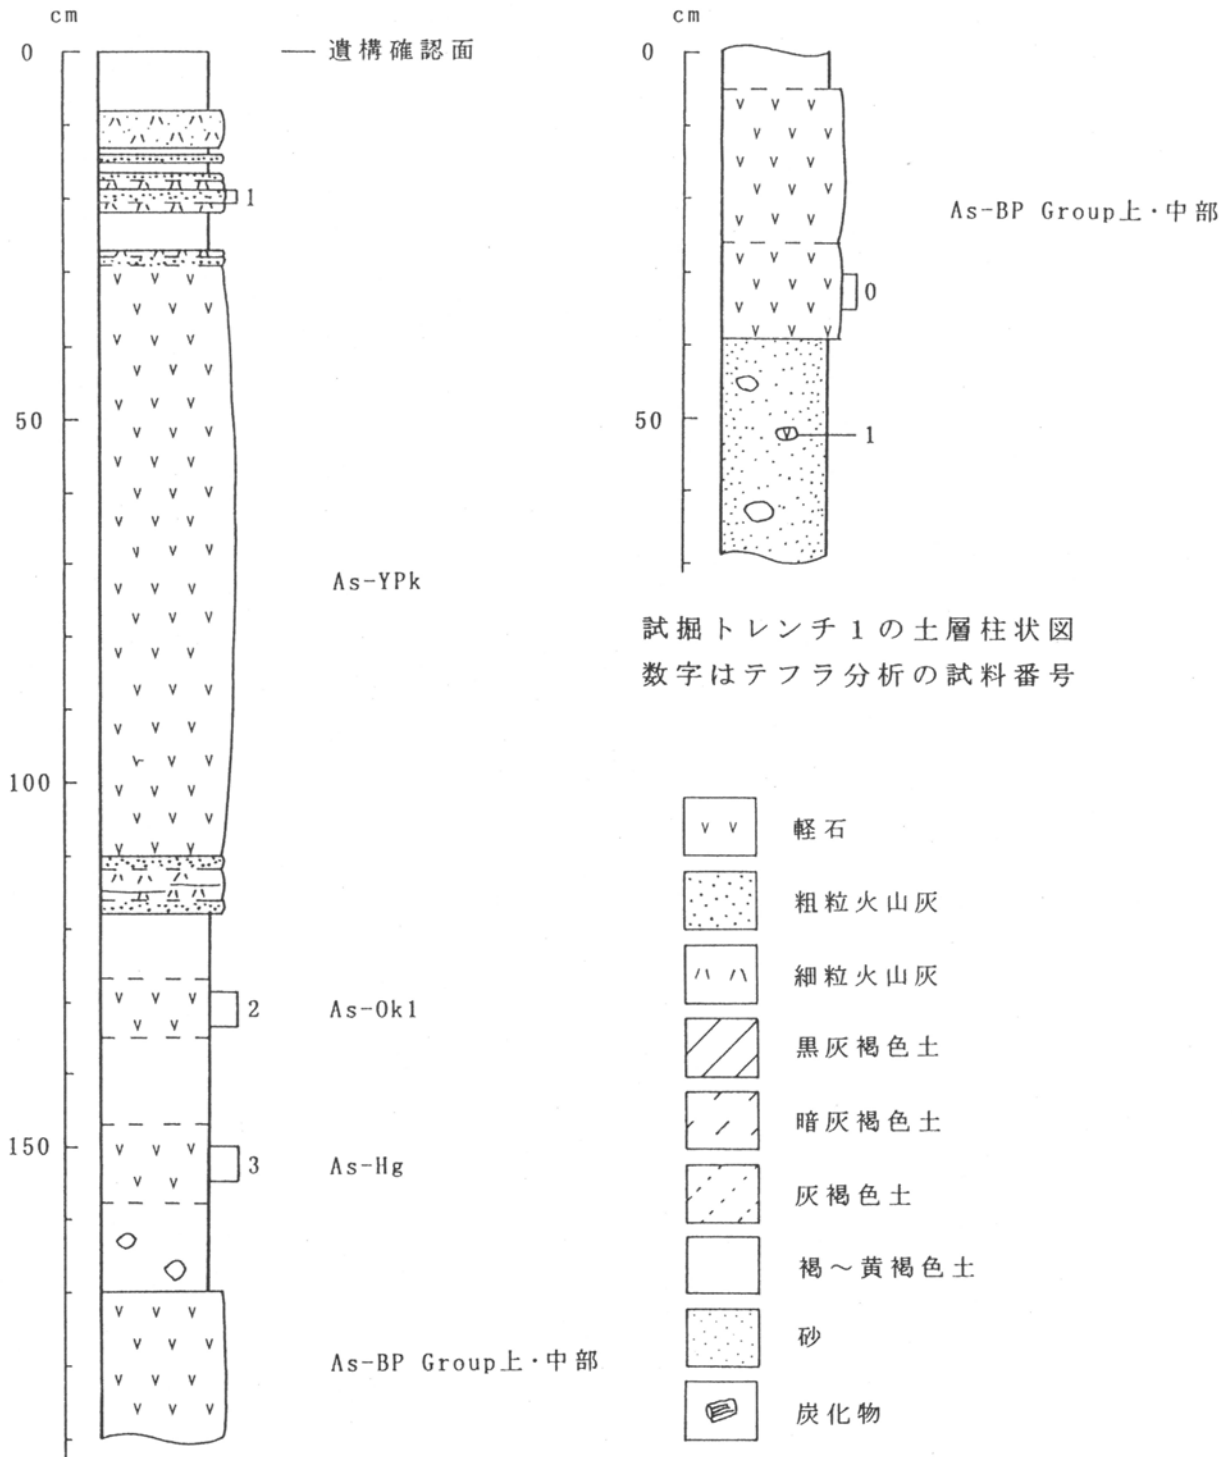 cm
0
遺構確認面
1
50
As-YPk
100
2
As-Ok1
150
3
As-Hg
As-BP Group上・中部
cm
0
As-BP Group上・中部
0
50
1
試掘トレンチ1の土層柱状図
数字はテフラ分析の試料番号
軽石
粗粒火山灰
細粒火山灰
黒灰褐色土
暗灰褐色土
灰褐色土
褐～黄褐色土
砂
炭化物